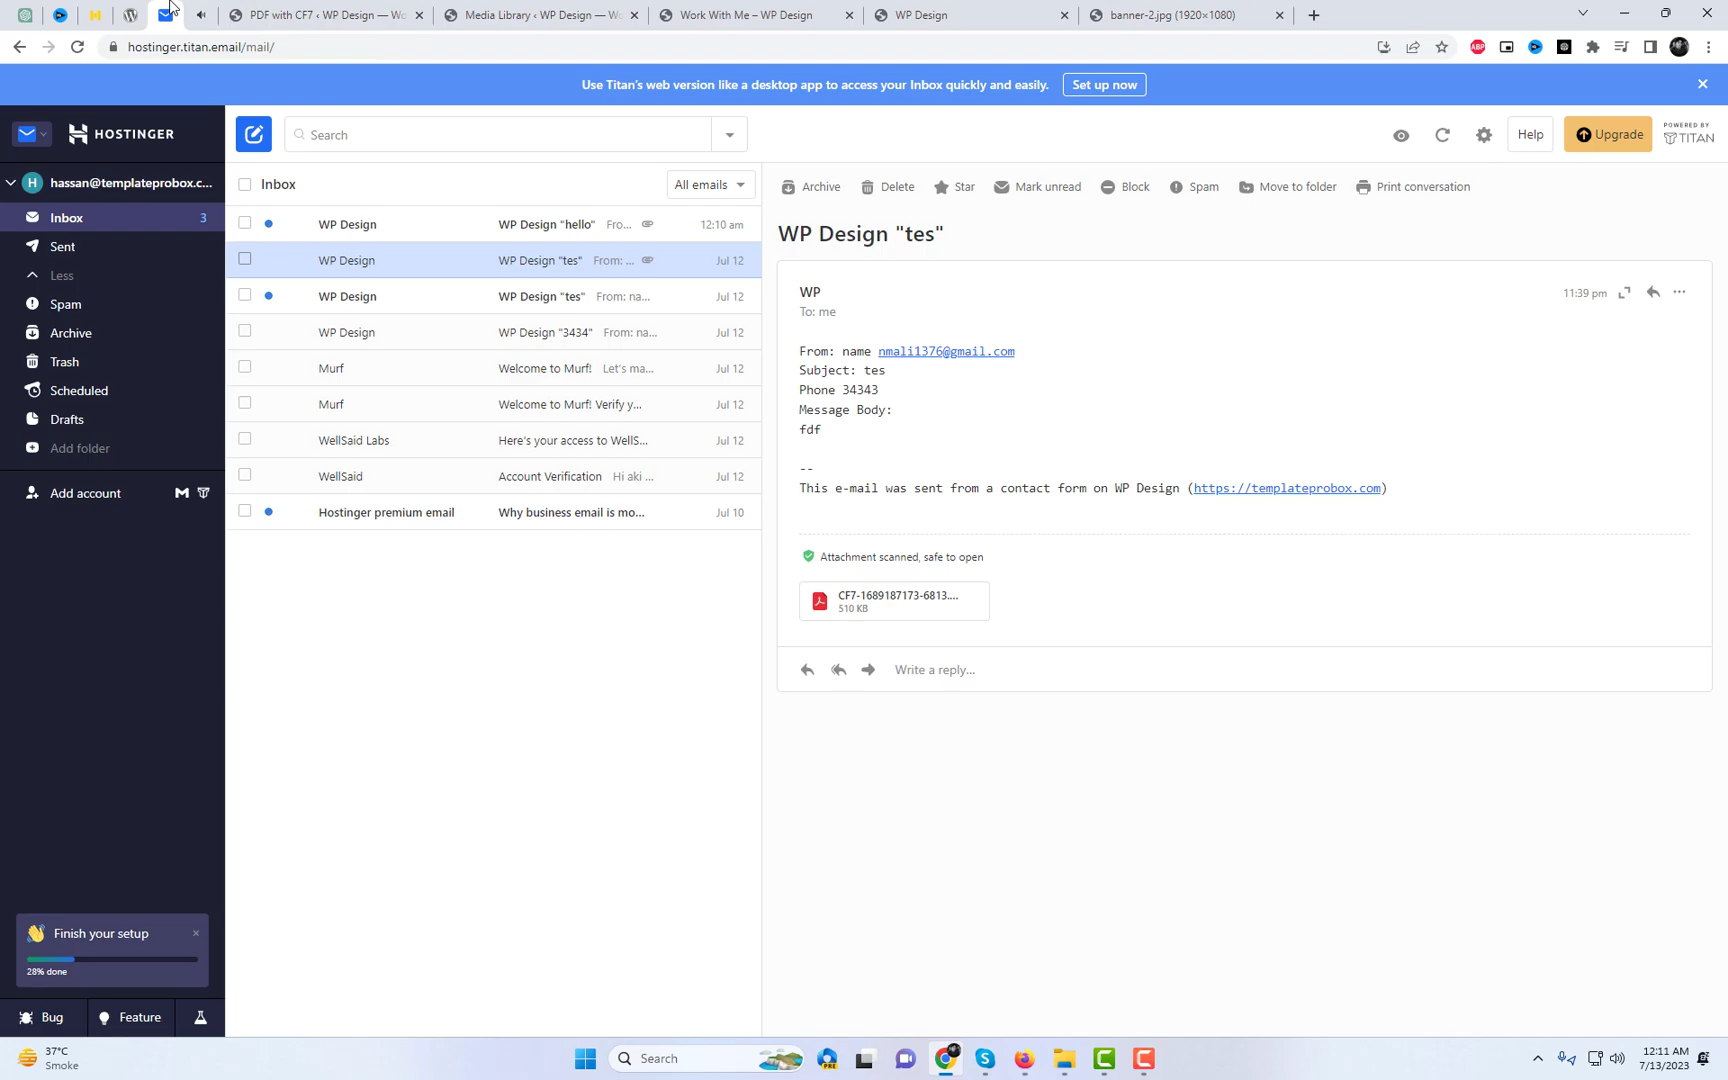 PDF with CF7 ‹ WP Design — Wo
Media Library ‹ WP Design — Wo
Work With Me – WP Design
WP Design
banner-2.jpg (1920×1080)
hostinger.titan.email/mail/
ABP
Use Titan's web version like a desktop app to access your Inbox quickly and easily.
Set up now
HOSTINGER
Search
Help
Upgrade
POWERED BY
TITAN
H
hassan@templateprobox.c...
Inbox 3
Sent
Less
Spam
Archive
Trash
Scheduled
Drafts
Add folder
Add account
Inbox
All emails
WP Design WP Design "hello" Fro... 12:10 am
WP Design WP Design "tes" From: ... Jul 12
WP Design WP Design "tes" From: na... Jul 12
WP Design WP Design "3434" From: na... Jul 12
Murf Welcome to Murf! Let's ma... Jul 12
Murf Welcome to Murf! Verify y... Jul 12
WellSaid Labs Here's your access to WellS... Jul 12
WellSaid Account Verification Hi aki ... Jul 12
Hostinger premium email Why business email is mo... Jul 10
Archive Delete Star Mark unread Block Spam Move to folder Print conversation
WP Design "tes"
WP
To: me
11:39 pm
From: name nmali1376@gmail.com
Subject: tes
Phone 34343
Message Body:
fdf
--
This e-mail was sent from a contact form on WP Design (https://templateprobox.com)
Attachment scanned, safe to open
CF7-1689187173-6813....
510 KB
Write a reply...
Finish your setup
28% done
Bug
Feature
37°C
Smoke
Search
PRE
12:11 AM
7/13/2023